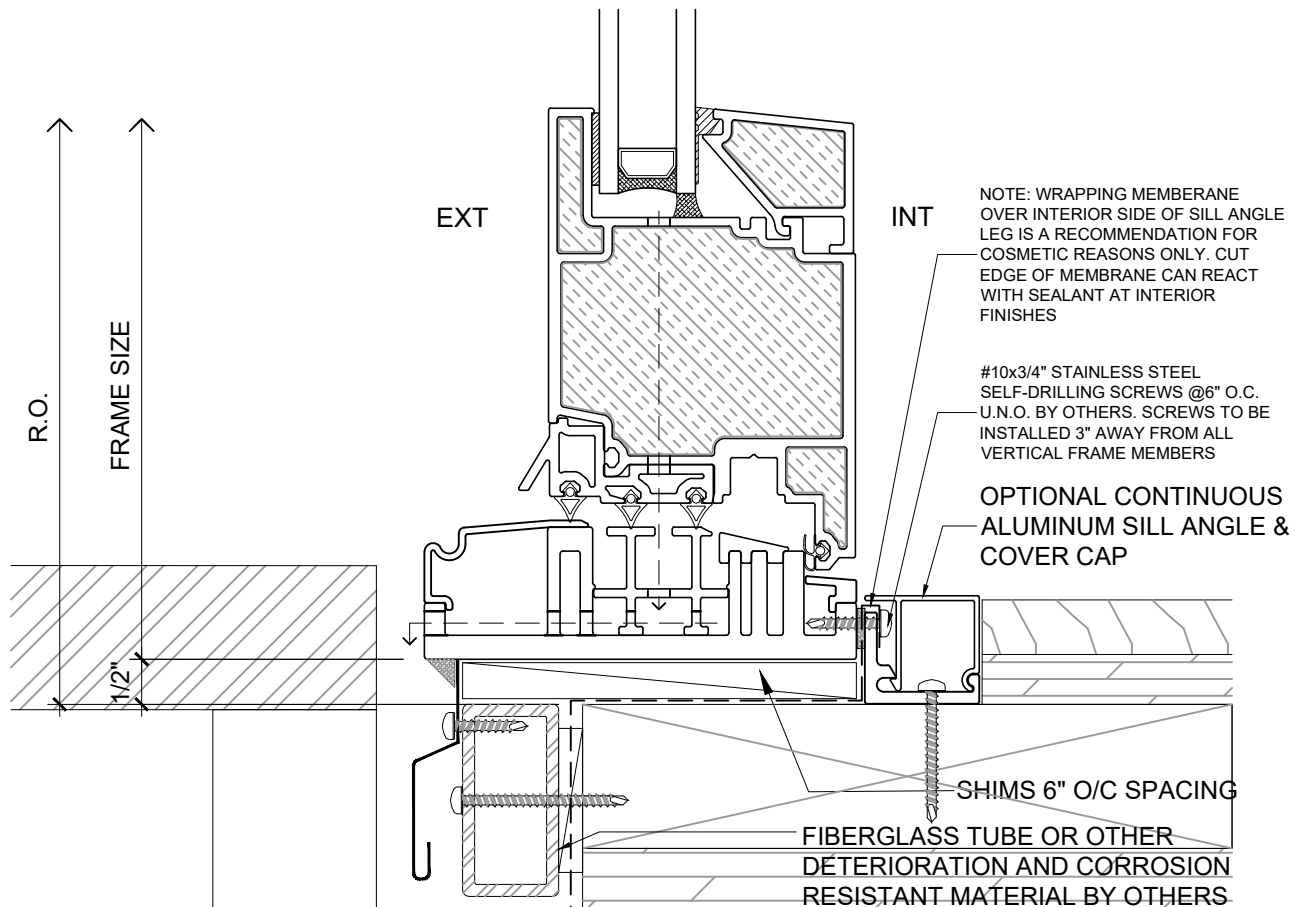 EXT
INT
NOTE: WRAPPING MEMBERANE
OVER INTERIOR SIDE OF SILL ANGLE
LEG IS A RECOMMENDATION FOR
COSMETIC REASONS ONLY. CUT
EDGE OF MEMBRANE CAN REACT
WITH SEALANT AT INTERIOR
FINISHES
#10x3/4" STAINLESS STEEL
SELF-DRILLING SCREWS @6" O.C.
U.N.O. BY OTHERS. SCREWS TO BE
INSTALLED 3" AWAY FROM ALL
VERTICAL FRAME MEMBERS
OPTIONAL CONTINUOUS
ALUMINUM SILL ANGLE &
COVER CAP
R.O.
FRAME SIZE
1/2"
SHIMS 6" O/C SPACING
FIBERGLASS TUBE OR OTHER
DETERIORATION AND CORROSION
RESISTANT MATERIAL BY OTHERS